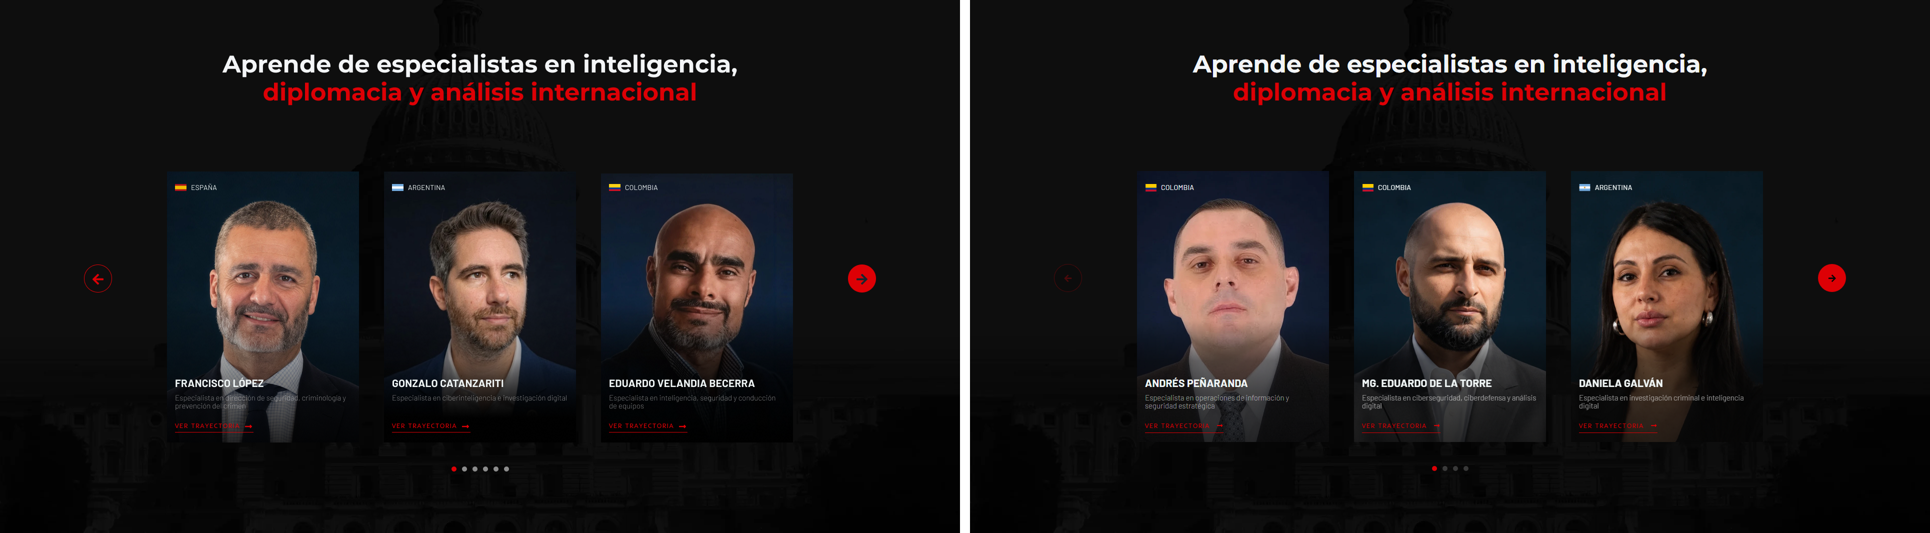 Aprende de especialistas en inteligencia,
diplomacia y análisis internacional
ESPAÑA
FRANCISCO LÓPEZ
Especialista en dirección de seguridad, criminología y
prevención del crimen
VER TRAYECTORIA →
ARGENTINA
GONZALO CATANZARITI
Especialista en ciberinteligencia e investigación digital
VER TRAYECTORIA →
COLOMBIA
EDUARDO VELANDIA BECERRA
Especialista en inteligencia, seguridad y conducción
de equipos
VER TRAYECTORIA →
Aprende de especialistas en inteligencia,
diplomacia y análisis internacional
COLOMBIA
ANDRÉS PEÑARANDA
Especialista en operaciones de información y
seguridad estratégica
VER TRAYECTORIA →
COLOMBIA
MG. EDUARDO DE LA TORRE
Especialista en ciberseguridad, ciberdefensa y análisis
digital
VER TRAYECTORIA →
ARGENTINA
DANIELA GALVÁN
Especialista en investigación criminal e inteligencia
digital
VER TRAYECTORIA →